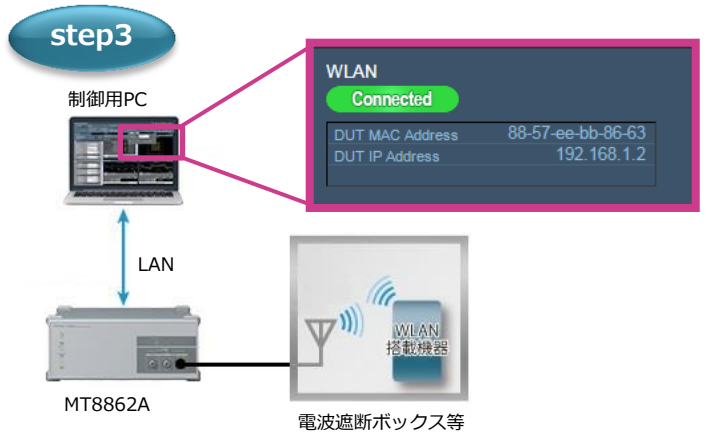 step3
制御用PC
WLAN
Connected
DUT MAC Address 88-57-ee-bb-86-63
DUT IP Address 192.168.1.2
LAN
WLAN
搭載機器
MT8862A
電波遮断ボックス等